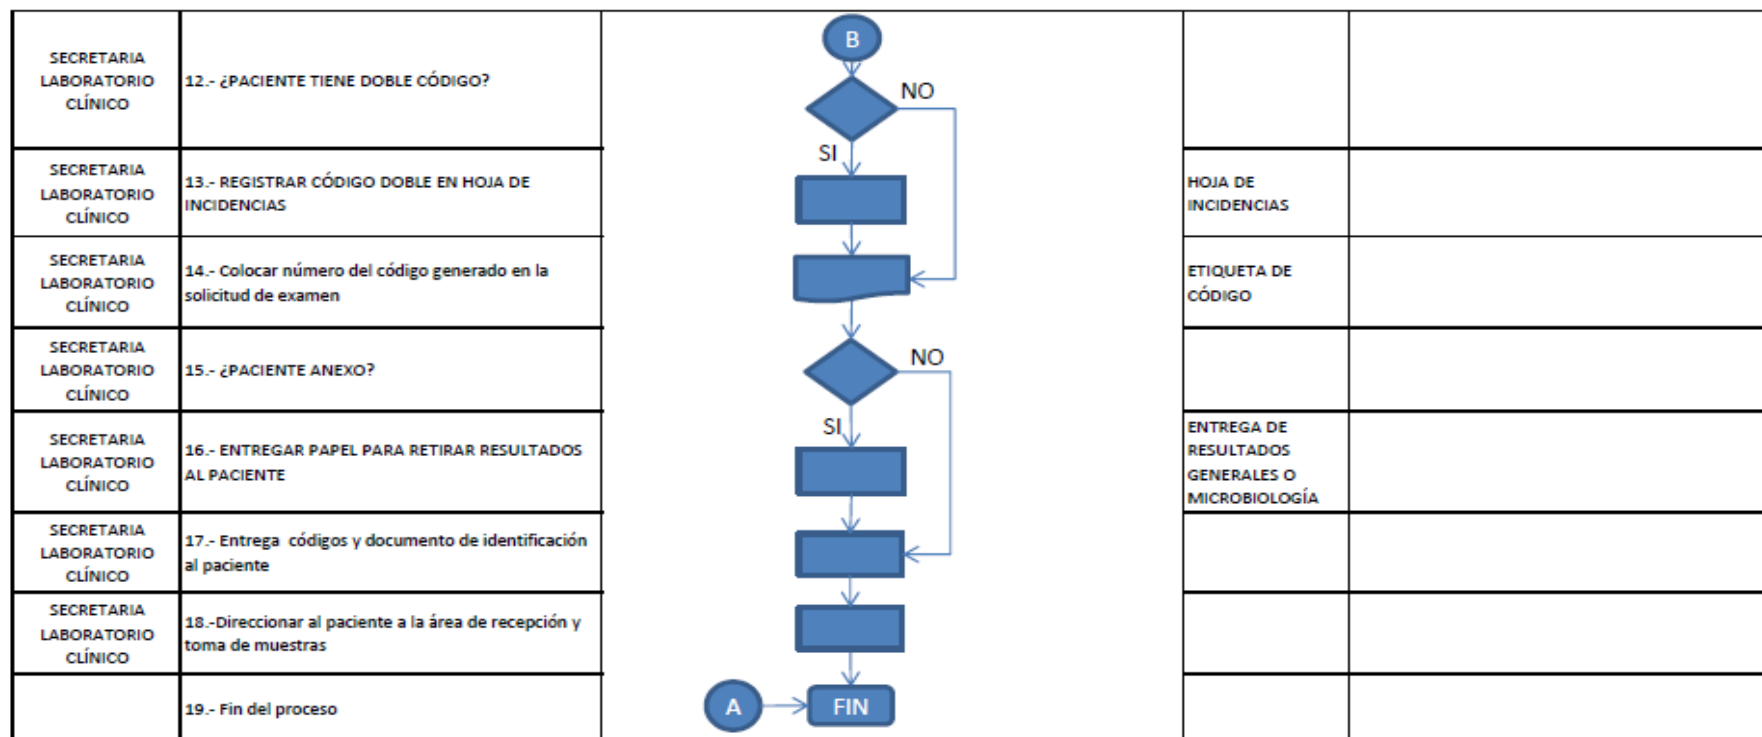 B
SECRETARIA
LABORATORIO
CLÍNICO
12.- ¿PACIENTE TIENE DOBLE CÓDIGO?
NO
SI
SECRETARIA
LABORATORIO
CLÍNICO
13.- REGISTRAR CÓDIGO DOBLE EN HOJA DE
INCIDENCIAS
HOJA DE
INCIDENCIAS
SECRETARIA
LABORATORIO
CLÍNICO
14.- Colocar número del código generado en la
solicitud de examen
ETIQUETA DE
CÓDIGO
SECRETARIA
LABORATORIO
CLÍNICO
15.- ¿PACIENTE ANEXO?
NO
SI
SECRETARIA
LABORATORIO
CLÍNICO
16.- ENTREGAR PAPEL PARA RETIRAR RESULTADOS
AL PACIENTE
ENTREGA DE
RESULTADOS
GENERALES O
MICROBIOLOGÍA
SECRETARIA
LABORATORIO
CLÍNICO
17.- Entrega códigos y documento de identificación
al paciente
SECRETARIA
LABORATORIO
CLÍNICO
18.-Direccionar al paciente a la área de recepción y
toma de muestras
19.- Fin del proceso
A
FIN